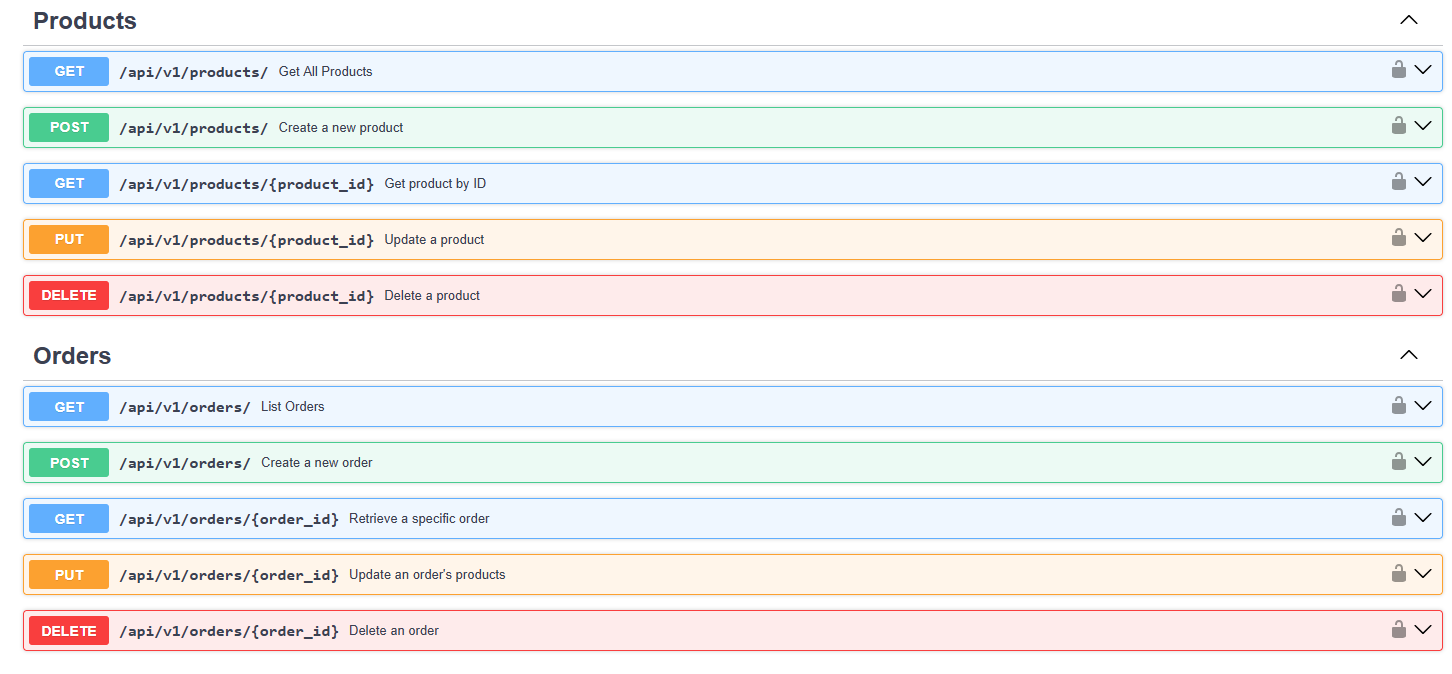 Products
GET /api/v1/products/ Get All Products
POST /api/v1/products/ Create a new product
GET /api/v1/products/{product_id} Get product by ID
PUT /api/v1/products/{product_id} Update a product
DELETE /api/v1/products/{product_id} Delete a product
Orders
GET /api/v1/orders/ List Orders
POST /api/v1/orders/ Create a new order
GET /api/v1/orders/{order_id} Retrieve a specific order
PUT /api/v1/orders/{order_id} Update an order's products
DELETE /api/v1/orders/{order_id} Delete an order